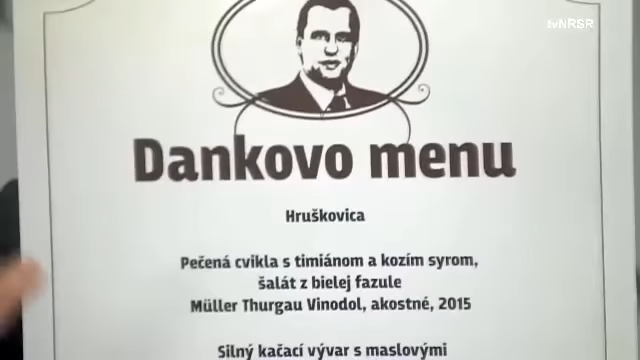 tvNRSR
Dankovo menu
Hruškovica
Pečená cvikla s timiánom a kozím syrom,
šalát z bielej fazule
Müller Thurgau Vinodol, akostné, 2015
Silný kačací vývar s maslovými